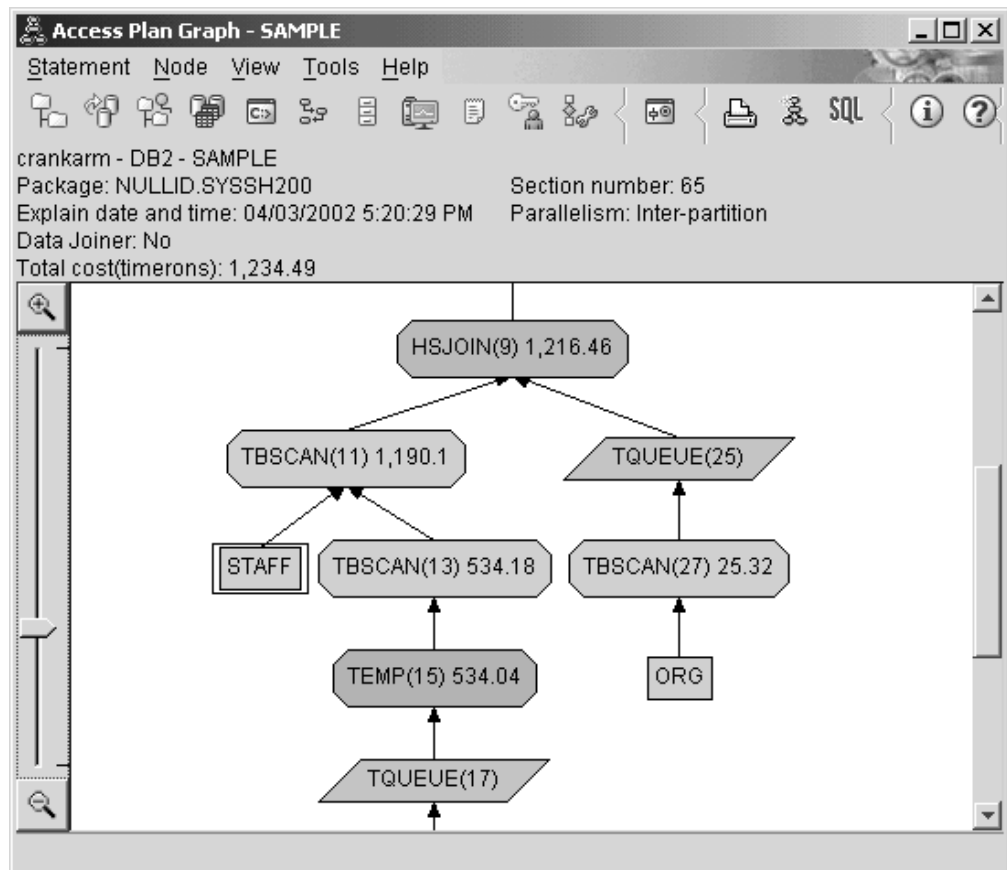 Access Plan Graph - SAMPLE
Statement Node View Tools Help
C:> SQL i ?
crankarm - DB2 - SAMPLE
Package: NULLID.SYSSH200 Section number: 65
Explain date and time: 04/03/2002 5:20:29 PM Parallelism: Inter-partition
Data Joiner: No
Total cost(timerons): 1,234.49
HSJOIN(9) 1,216.46
TBSCAN(11) 1,190.1 TQUEUE(25)
STAFF TBSCAN(13) 534.18 TBSCAN(27) 25.32
TEMP(15) 534.04 ORG
TQUEUE(17)